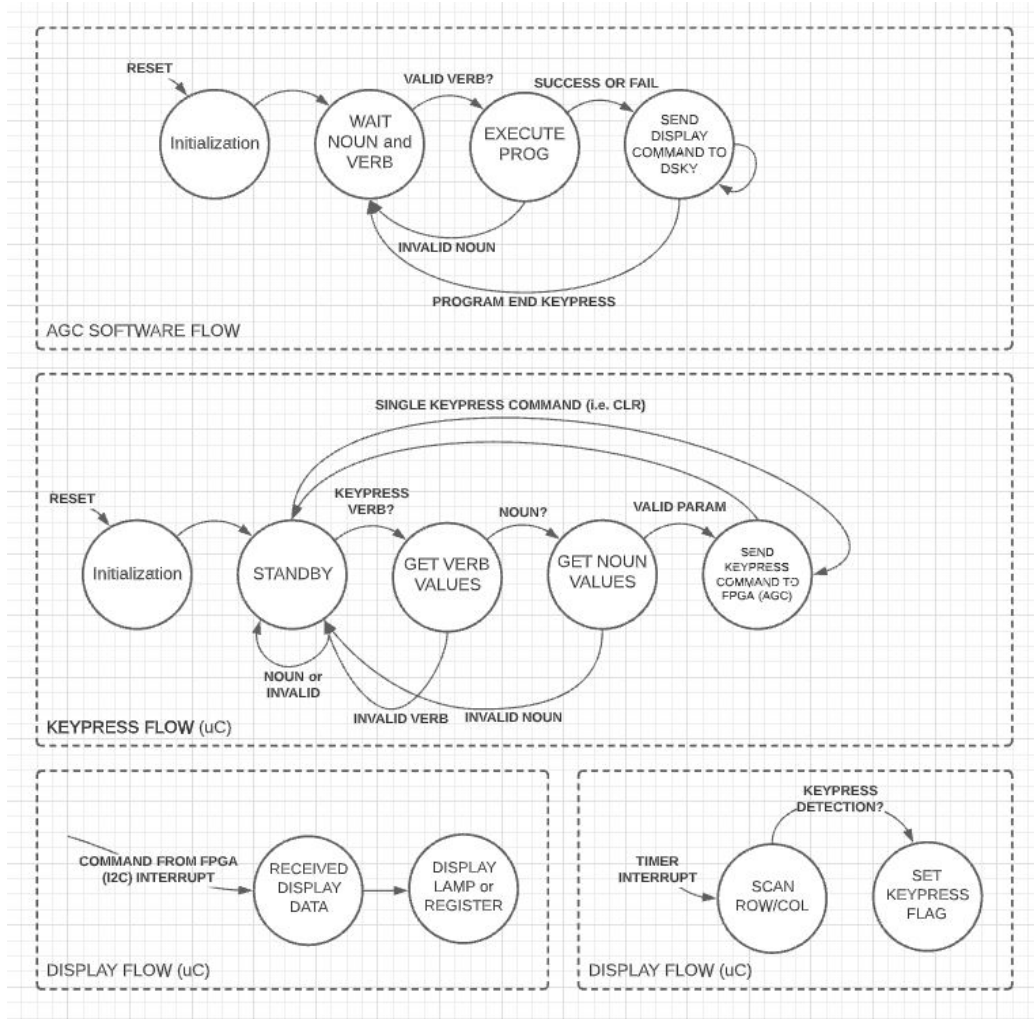 RESET
VALID VERB?
SUCCESS OR FAIL
Initialization
WAIT
NOUN and
VERB
EXECUTE
PROG
SEND
DISPLAY
COMMAND TO
DSKY
INVALID NOUN
PROGRAM END KEYPRESS
AGC SOFTWARE FLOW
SINGLE KEYPRESS COMMAND (i.e. CLR)
RESET
KEYPRESS
VERB?
NOUN?
VALID PARAM
Initialization
STANDBY
GET VERB
VALUES
GET NOUN
VALUES
SEND
KEYPRESS
COMMAND TO
FPGA (AGC)
NOUN or
INVALID
INVALID VERB
INVALID NOUN
KEYPRESS FLOW (uC)
COMMAND FROM FPGA
(I2C) INTERRUPT
RECEIVED
DISPLAY
DATA
DISPLAY
LAMP or
REGISTER
DISPLAY FLOW (uC)
KEYPRESS
DETECTION?
TIMER
INTERRUPT
SCAN
ROW/COL
SET
KEYPRESS
FLAG
DISPLAY FLOW (uC)